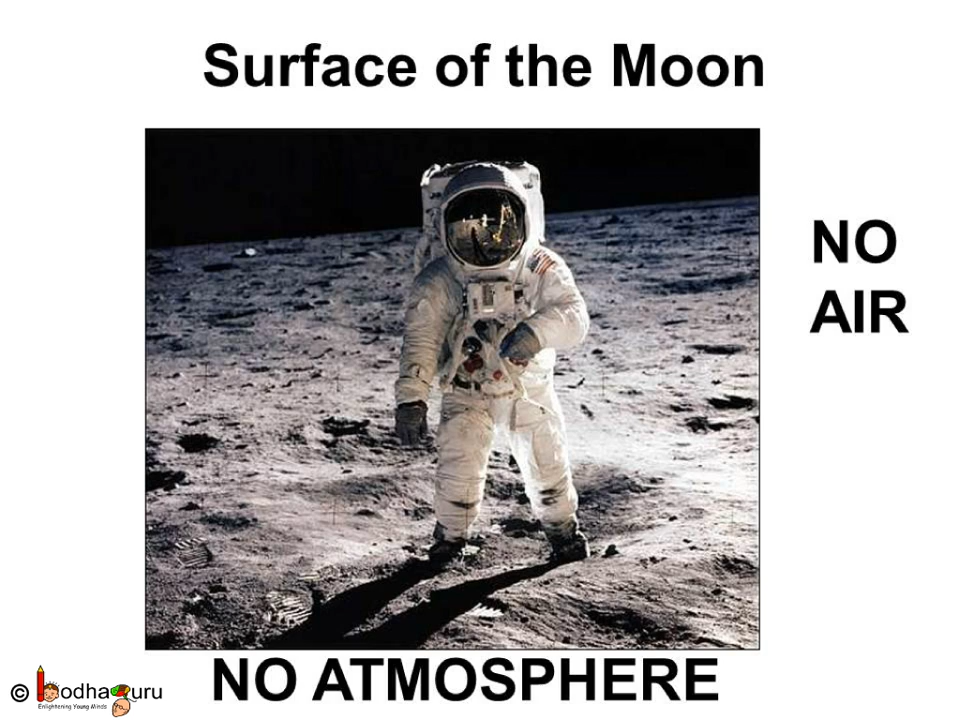 Surface of the Moon
NO
AIR
NO ATMOSPHERE
© bodhaguru
Enlightening Young Minds